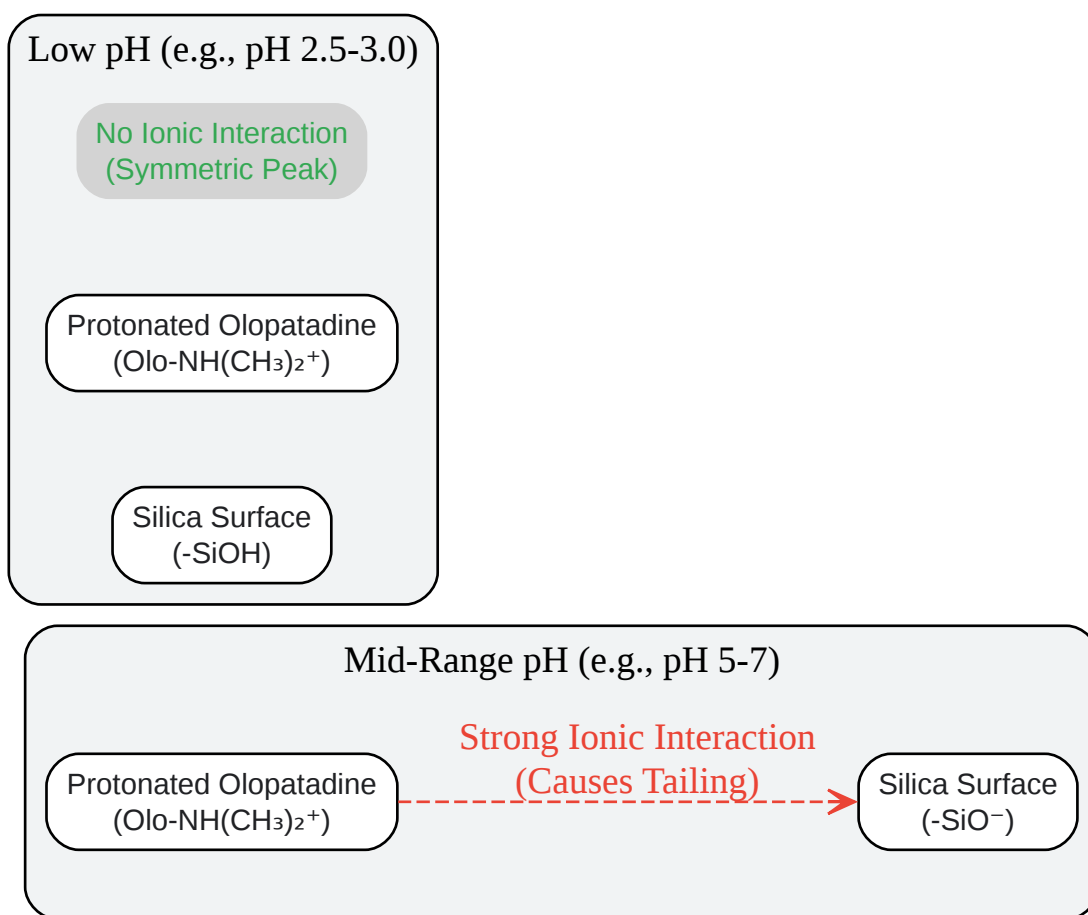 Low pH (e.g., pH 2.5-3.0)
No Ionic Interaction
(Symmetric Peak)
Protonated Olopatadine
(Olo-NH(CH₃)₂⁺)
Silica Surface
(-SiOH)
Mid-Range pH (e.g., pH 5-7)
Strong Ionic Interaction
(Causes Tailing)
Protonated Olopatadine
(Olo-NH(CH₃)₂⁺)
Silica Surface
(-SiO⁻)